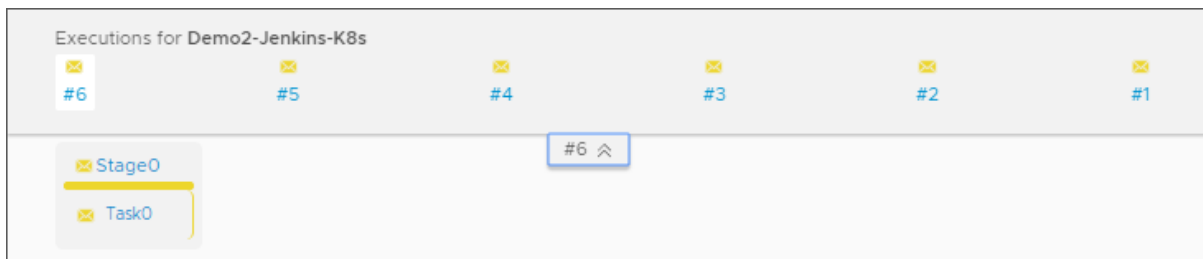 Executions for Demo2-Jenkins-K8s
#6 #5 #4 #3 #2 #1
#6
Stage0
Task0